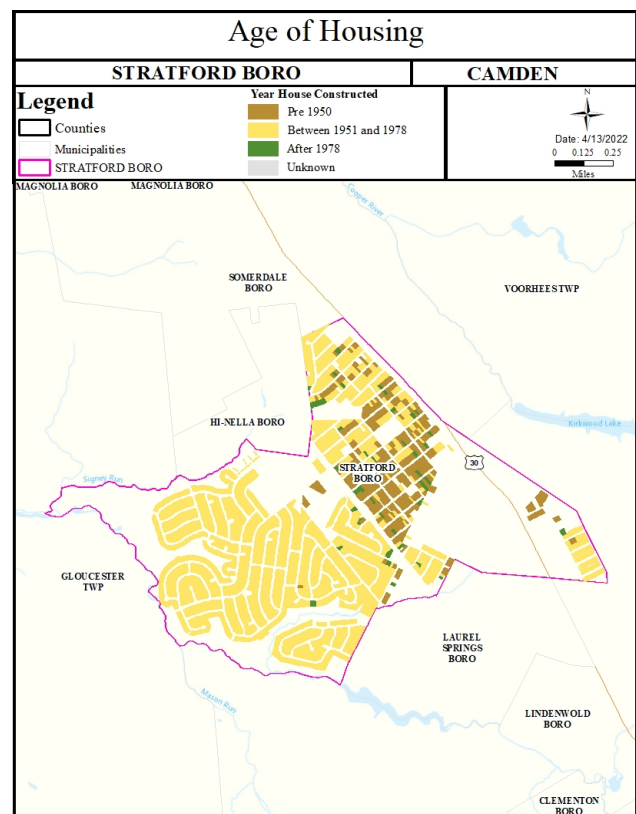 Age of Housing
STRATFORD BORO
CAMDEN
Legend
Counties
Municipalities
STRATFORD BORO
Year House Constructed
Pre 1950
Between 1951 and 1978
After 1978
Unknown
N
Date: 4/13/2022
0 0.125 0.25
Miles
MAGNOLIA BORO
MAGNOLIA BORO
Cooper River
SOMERDALE
BORO
VOORHEES TWP
HI-NELLA BORO
Kirkwood Lake
STRATFORD
BORO
30
Signey Run
GLOUCESTER
TWP
LAUREL
SPRINGS
BORO
Mason Run
LINDENWOLD
BORO
CLEMENTON
BORO